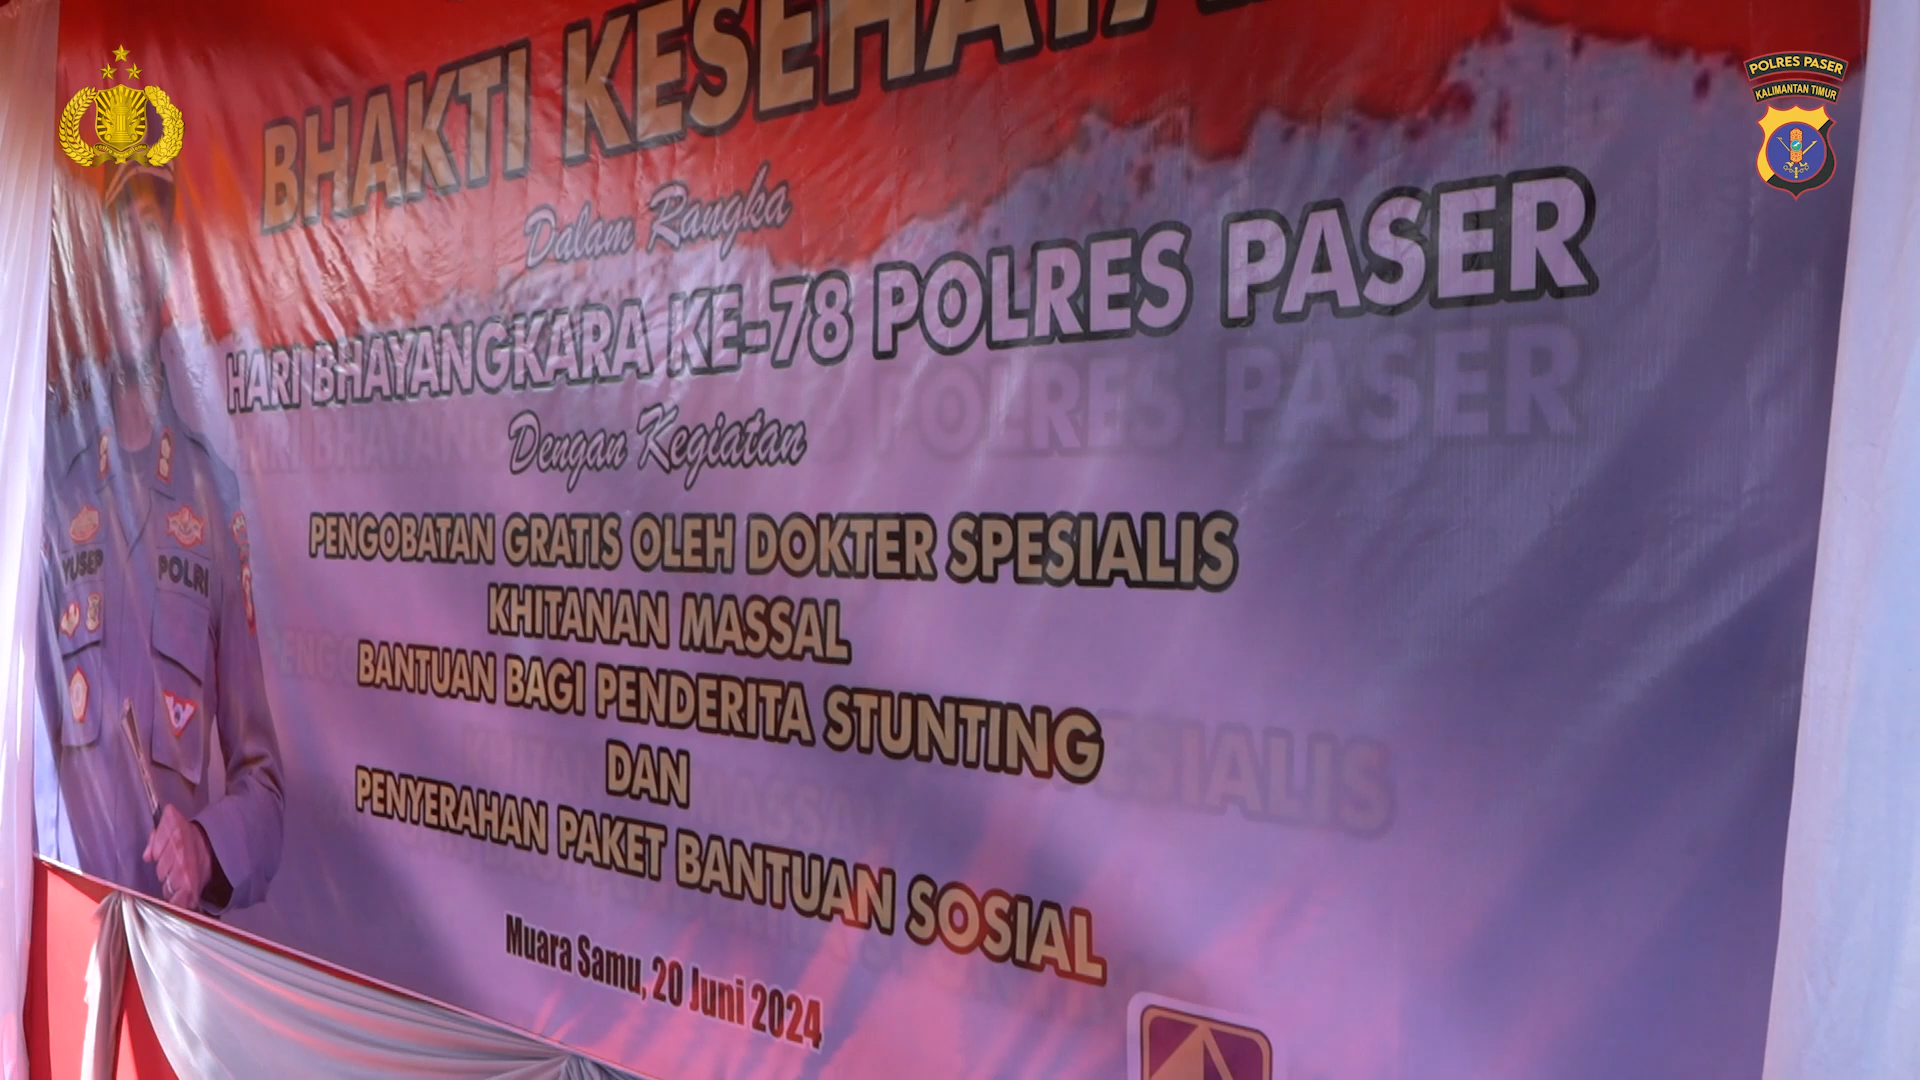 POLRES PASER
KALIMANTAN TIMUR
BHAKTI
Dalam Rangka
HARI BHAYANGKARA KE-78 POLRES PASER
Dengan Kegiatan
PENGOBATAN GRATIS OLEH DOKTER SPESIALIS
KHITANAN MASSAL
BANTUAN BAGI PENDERITA STUNTING
DAN
PENYERAHAN PAKET BANTUAN SOSIAL
Muara Samu, 20 Juni 2024
YUSEP
POLRI